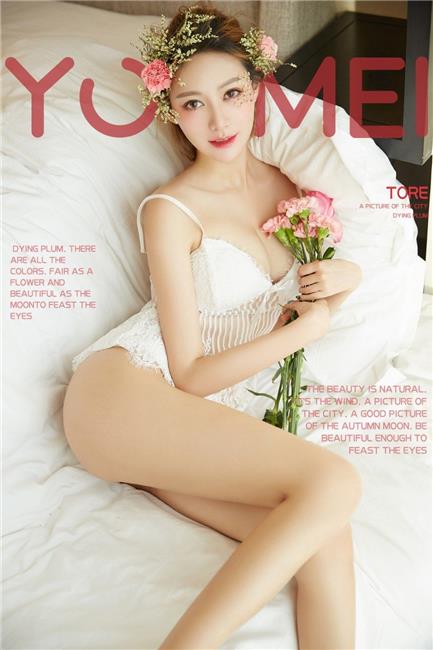 YOUMEI
TORE
A PICTURE OF THE CITY
DYING PLUM
DYING PLUM. THERE
ARE ALL THE
COLORS. FAIR AS A
FLOWER AND
BEAUTIFUL AS THE
MOONTO FEAST THE
EYES
THE BEAUTY IS NATURAL.
'S THE WIND. A PICTURE OF
THE CITY. A GOOD PICTURE
OF THE AUTUMN MOON. BE
BEAUTIFUL ENOUGH TO
FEAST THE EYES